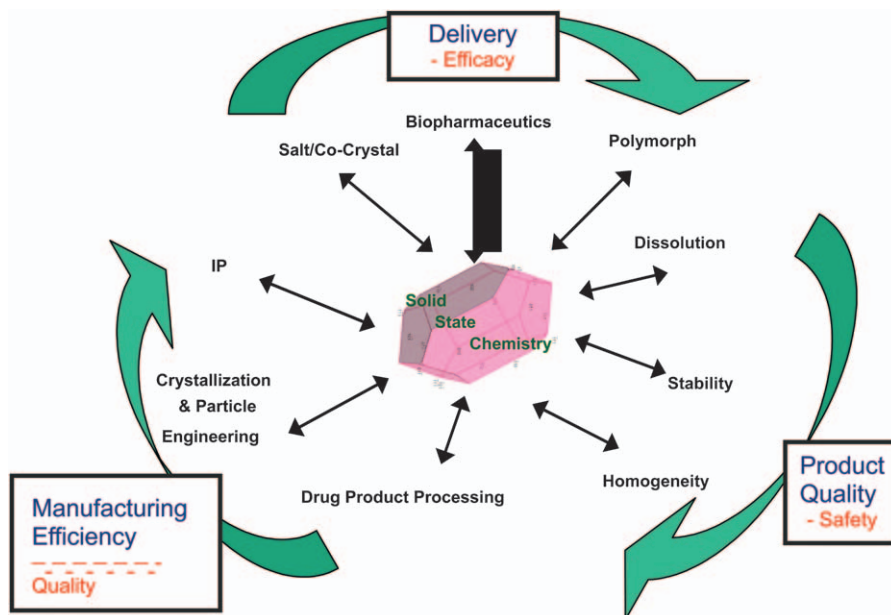 Delivery
- Efficacy
Biopharmaceutics
Polymorph
Salt/Co-Crystal
Dissolution
IP
Solid
State
Chemistry
Crystallization
& Particle
Engineering
Stability
Homogeneity
Drug Product Processing
Manufacturing
Efficiency
Quality
Product
Quality
- Safety